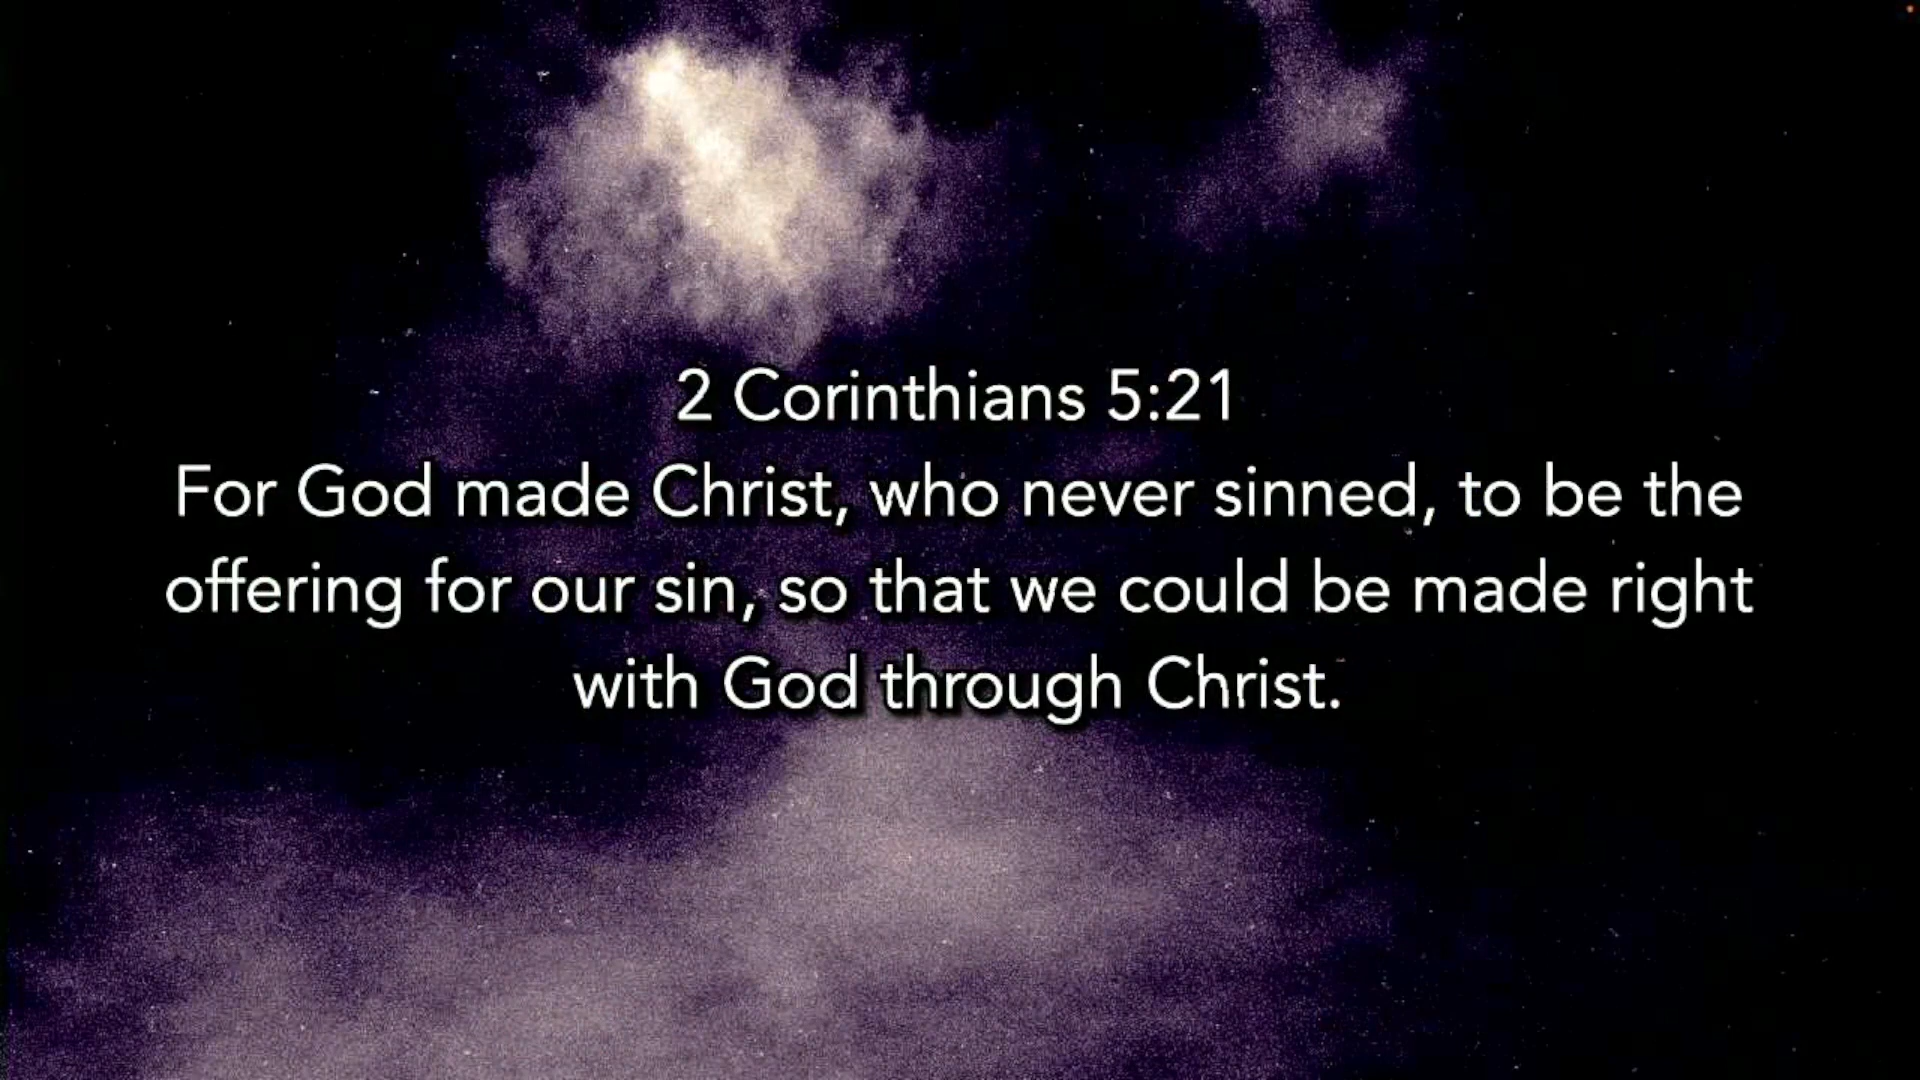 2 Corinthians 5:21
For God made Christ, who never sinned, to be the
offering for our sin, so that we could be made right
with God through Christ.